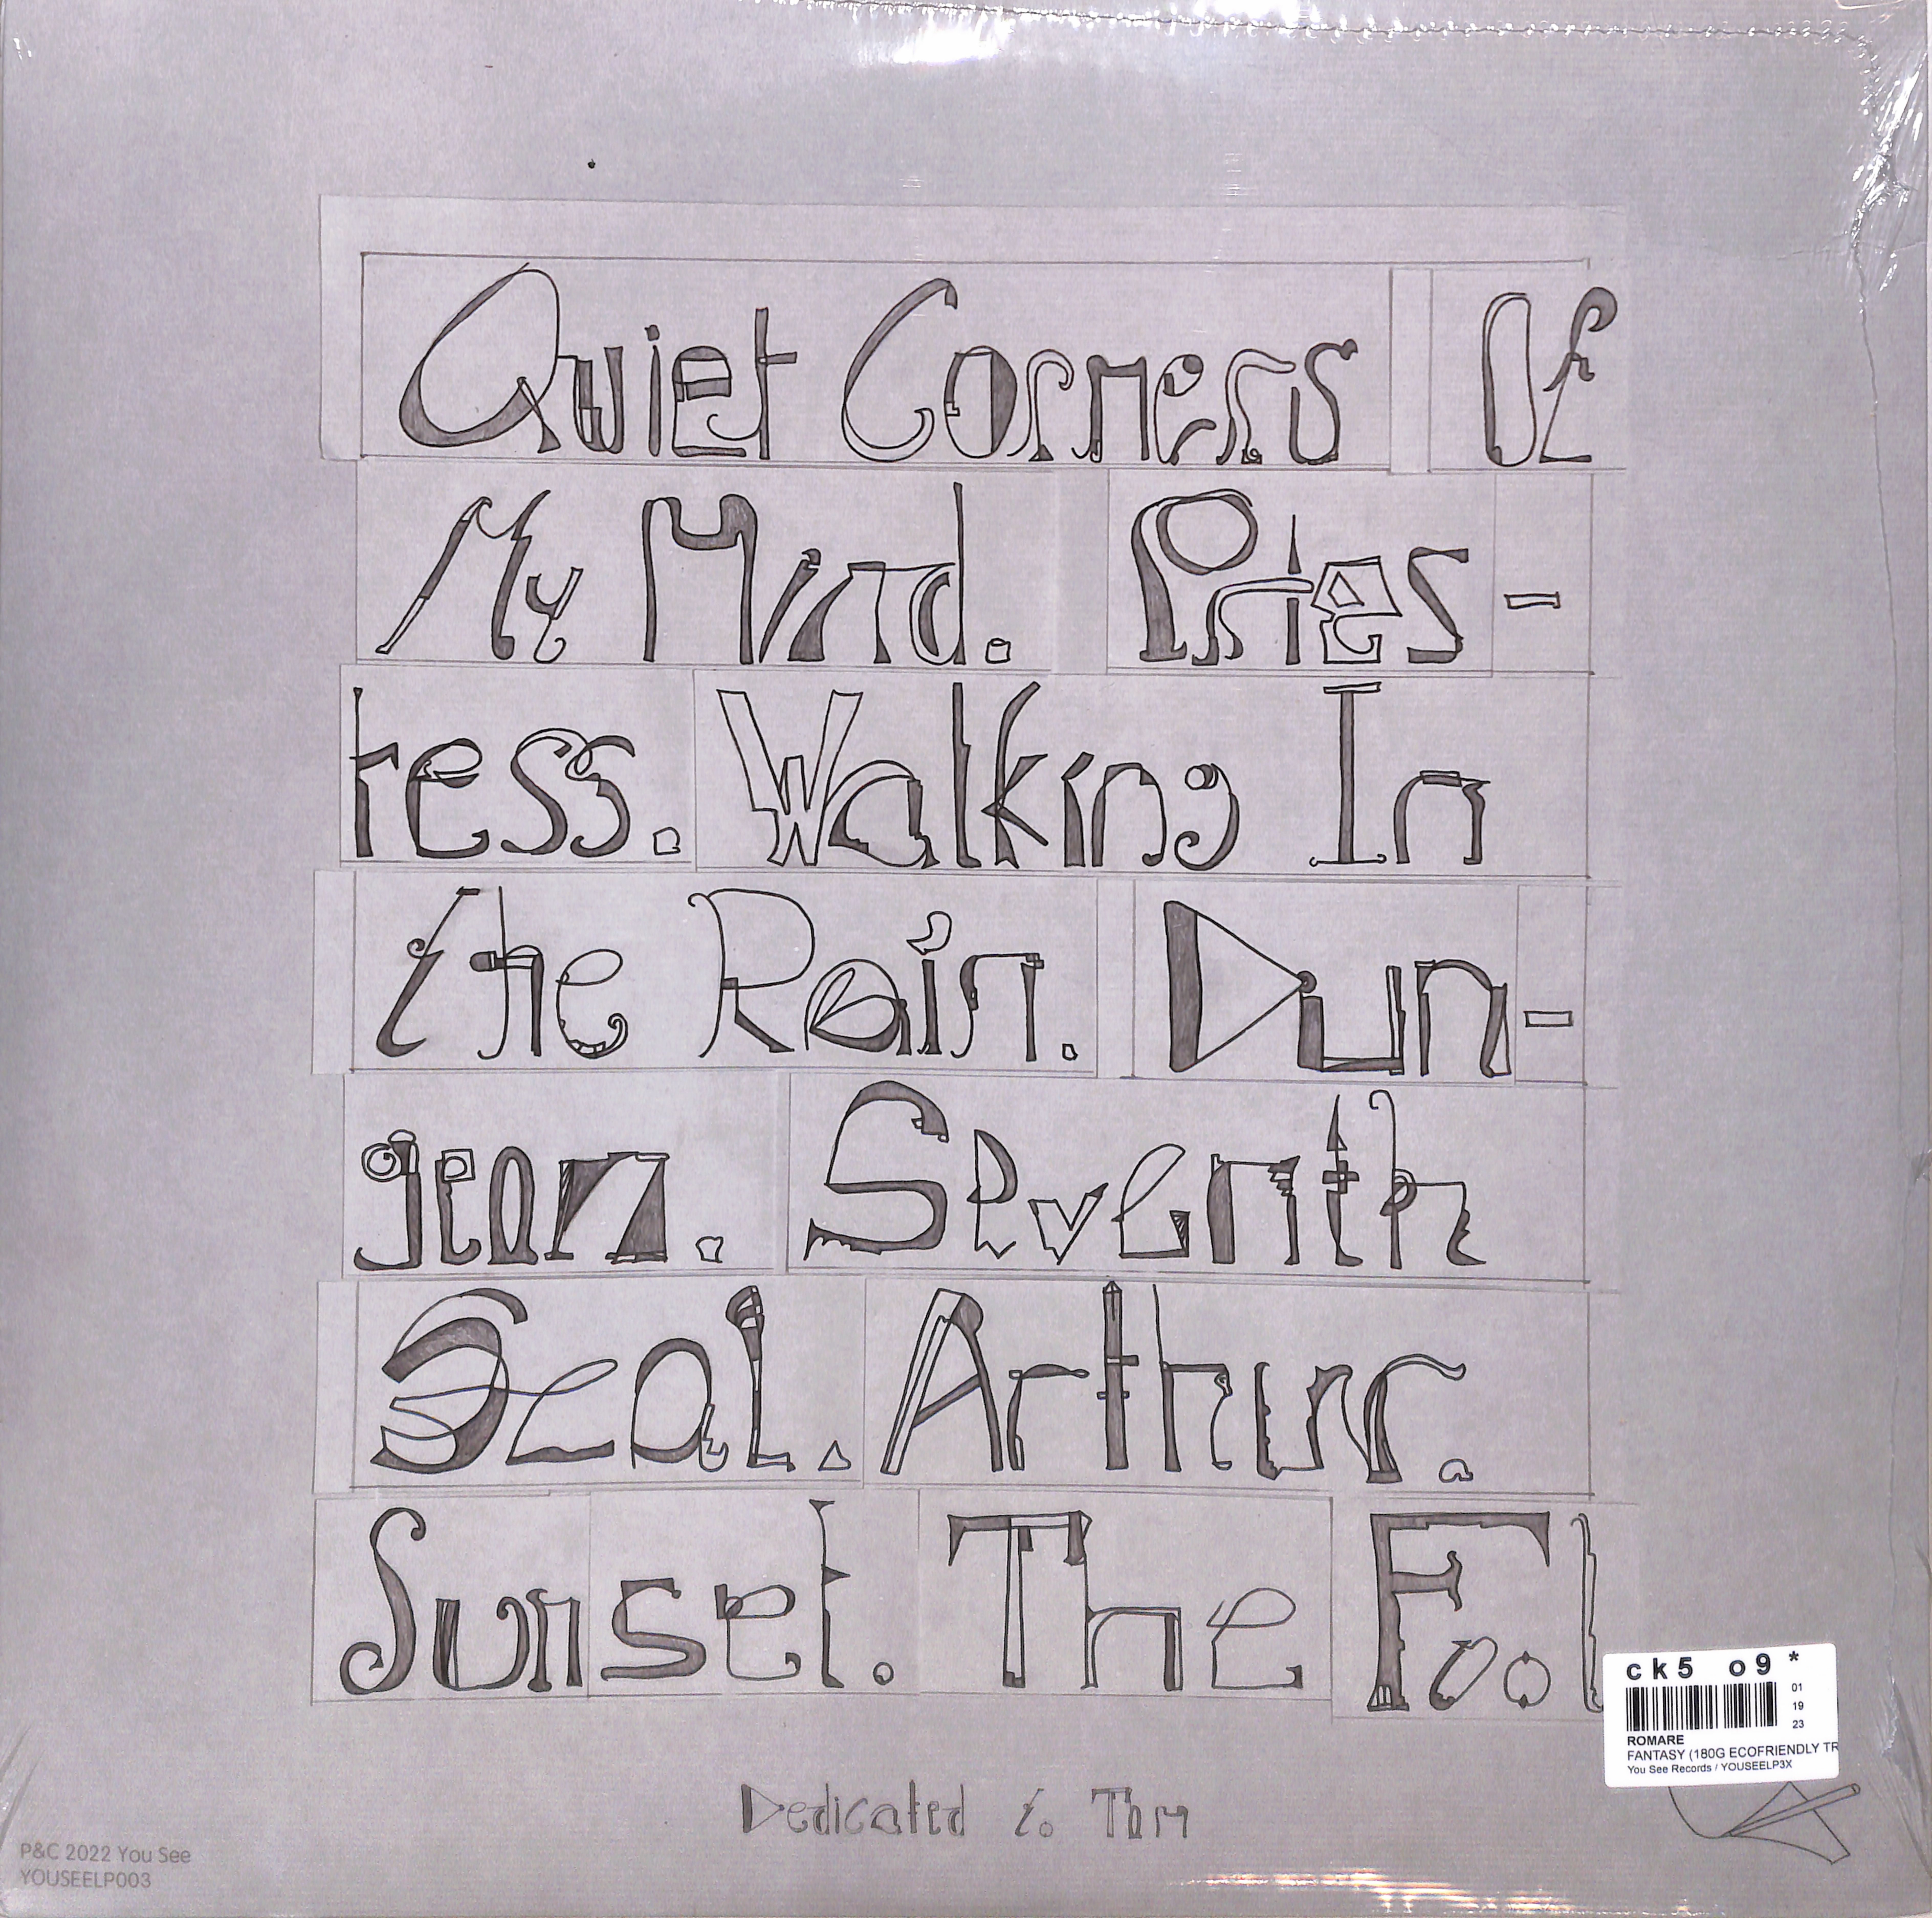 Quiet Corners Of
My Mind. Pries-
tess. Walking In
the Rain. Dun-
geon. Seventh
Seal. Arthur.
Sunset. The Fool
ck5 o9 *
01
19
23
ROMARE
FANTASY (180G ECOFRIENDLY TR
You See Records / YOUSEELP3X
Dedicated to Tom
P&C 2022 You See
YOUSEELP003